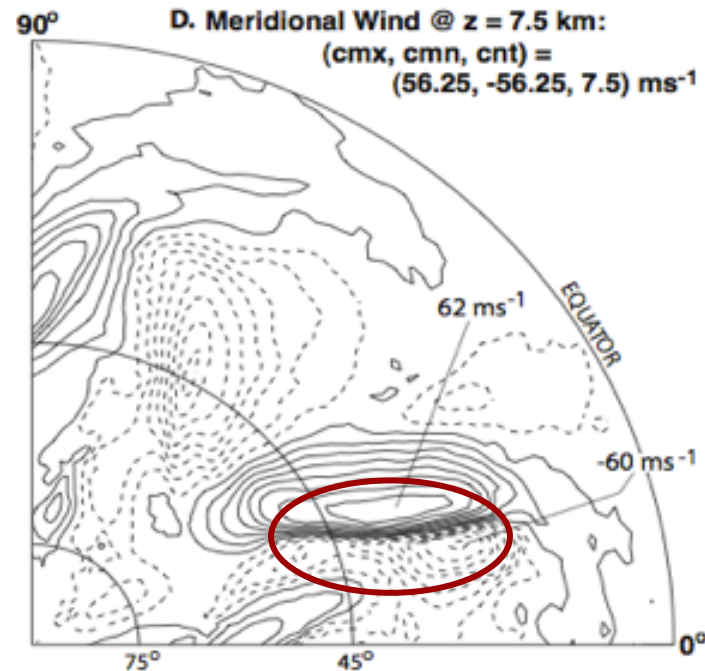 90° D. Meridional Wind @ z = 7.5 km:
(cmx, cmn, cnt) =
(56.25, -56.25, 7.5) ms⁻¹
62 ms⁻¹
EQUATOR
-60 ms⁻¹
0°
75° 45°